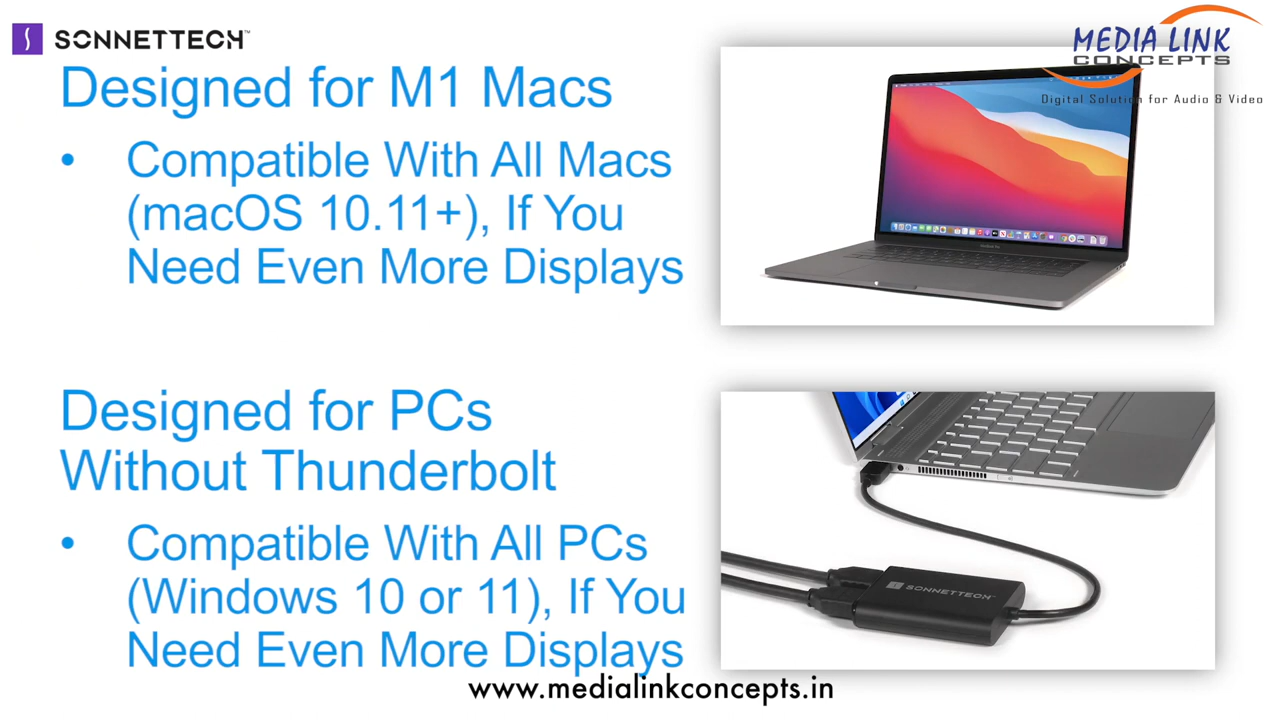 SONNETTECH™
MEDIA LINK
CONCEPTS
Digital Solution for Audio & Video
Designed for M1 Macs
• Compatible With All Macs
(macOS 10.11+), If You
Need Even More Displays
Designed for PCs
Without Thunderbolt
• Compatible With All PCs
(Windows 10 or 11), If You
Need Even More Displays
SONNETTECH™
www.medialinkconcepts.in